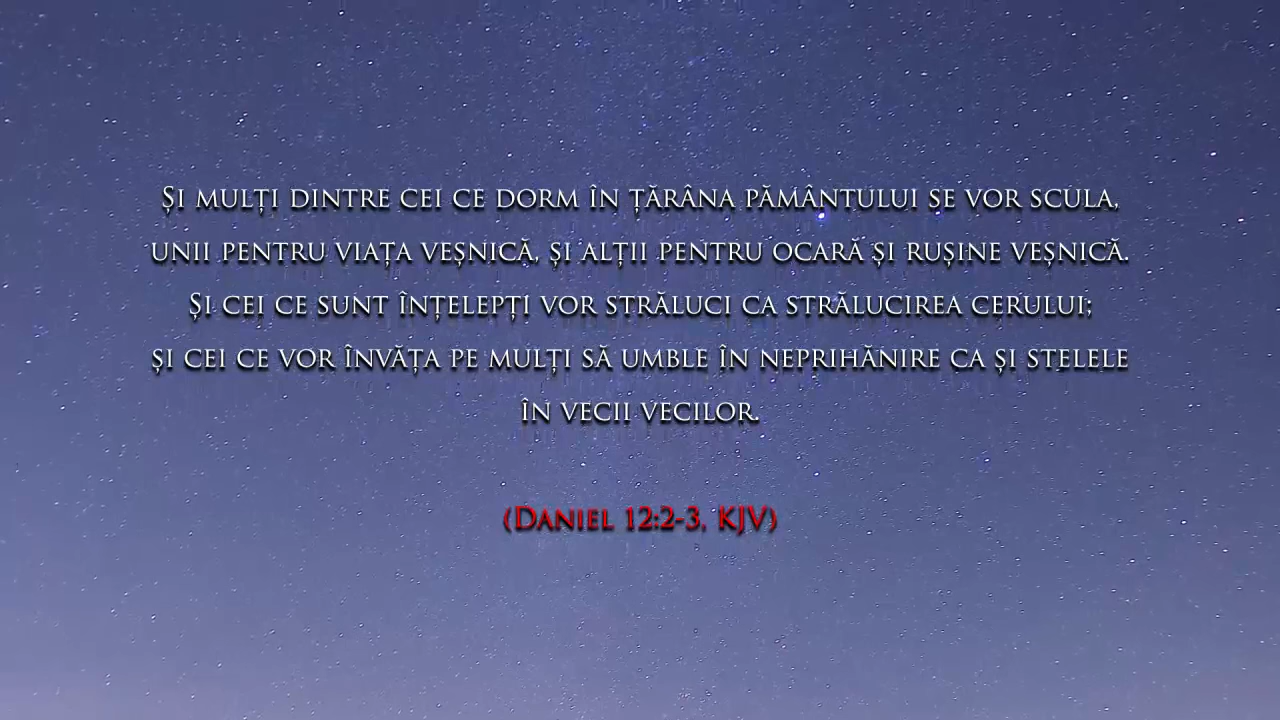 Și mulți dintre cei ce dorm în țărâna pământului se vor scula,
unii pentru viața veșnică, și alții pentru ocară și rușine veșnică.
Și cei ce sunt înțelepți vor străluci ca strălucirea cerului;
și cei ce vor învăța pe mulți să umble în neprihănire ca și stelele
în vecii vecilor.
(Daniel 12:2-3, KJV)